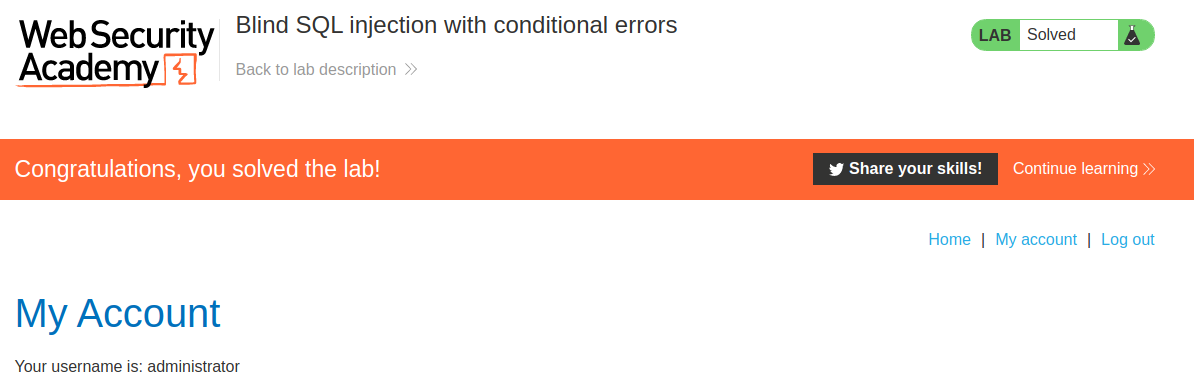 Web Security
Academy
Blind SQL injection with conditional errors
Back to lab description
LAB Solved
Congratulations, you solved the lab!
Share your skills! Continue learning
Home | My account | Log out
My Account
Your username is: administrator